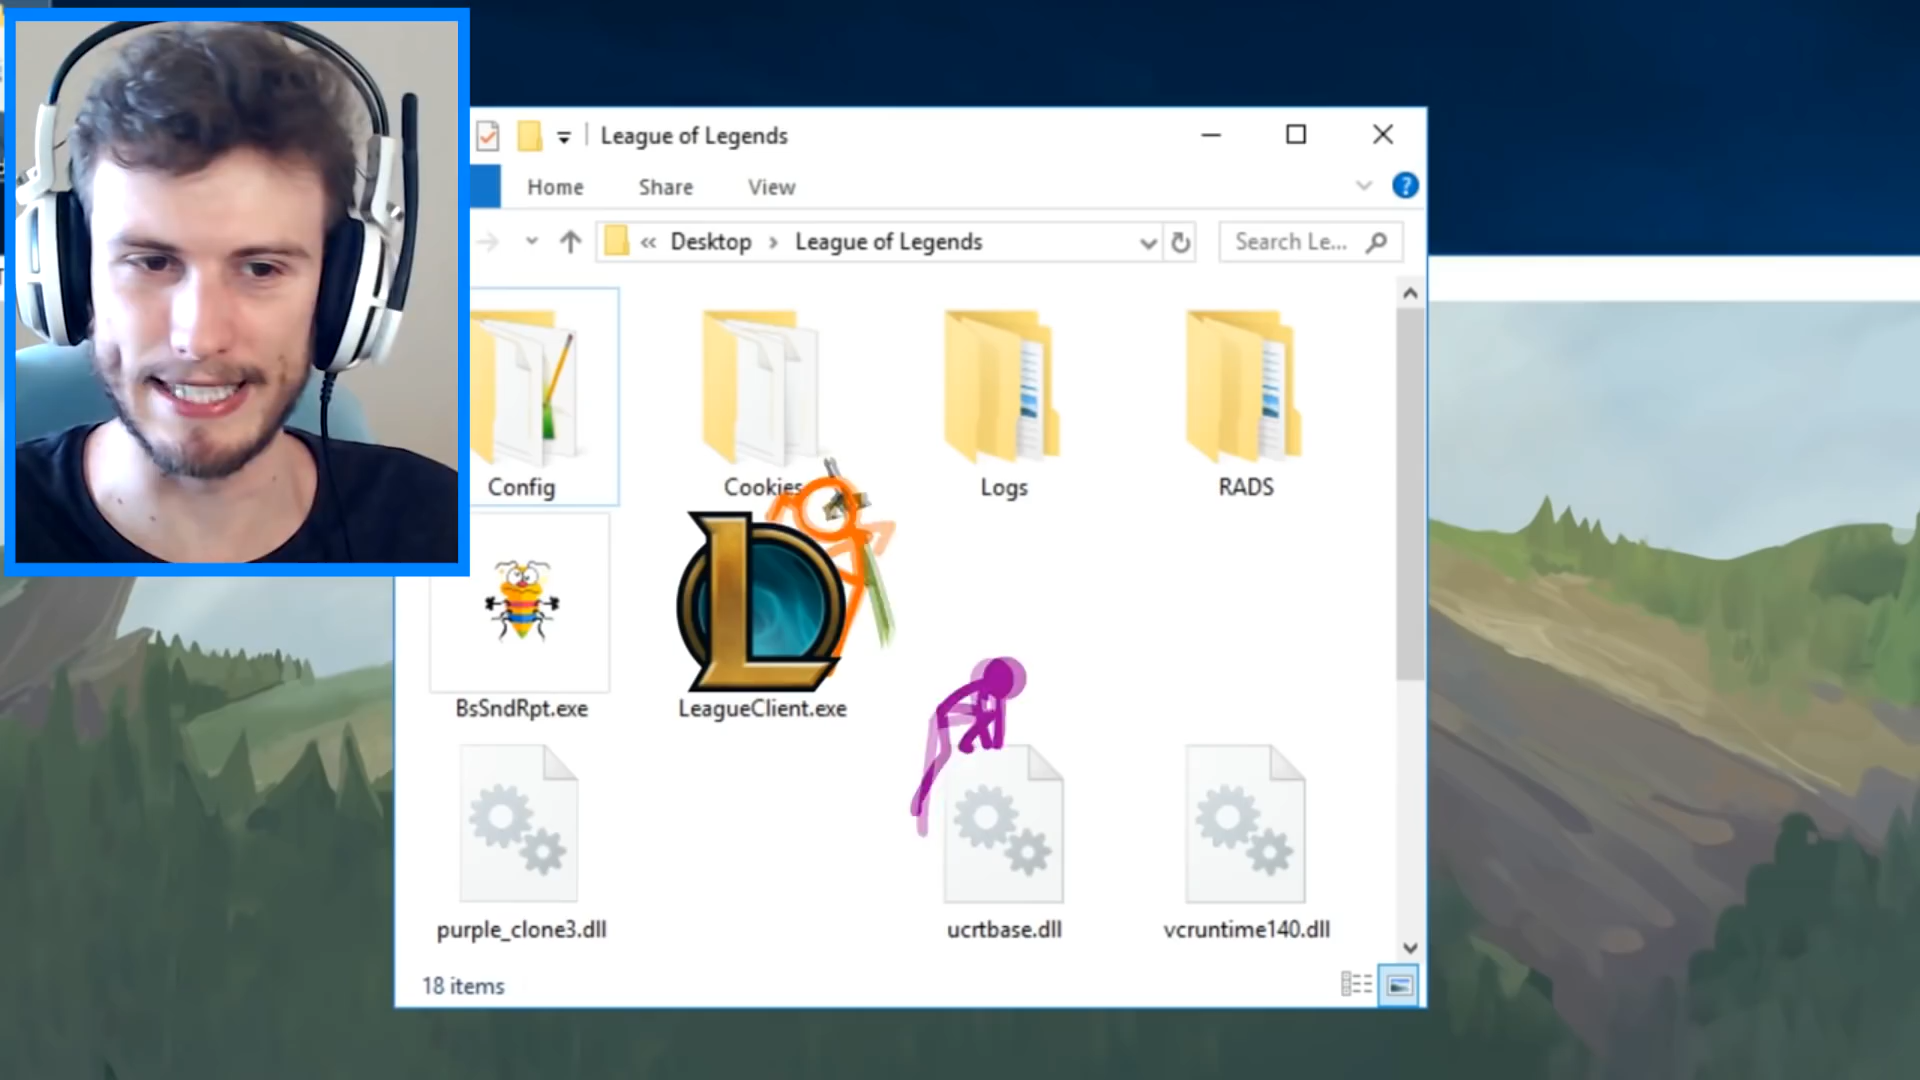 League of Legends
Home Share View
« Desktop › League of Legends
Search Le...
Config Cookies Logs RADS
BsSndRpt.exe LeagueClient.exe
purple_clone3.dll ucrtbase.dll vcruntime140.dll
18 items